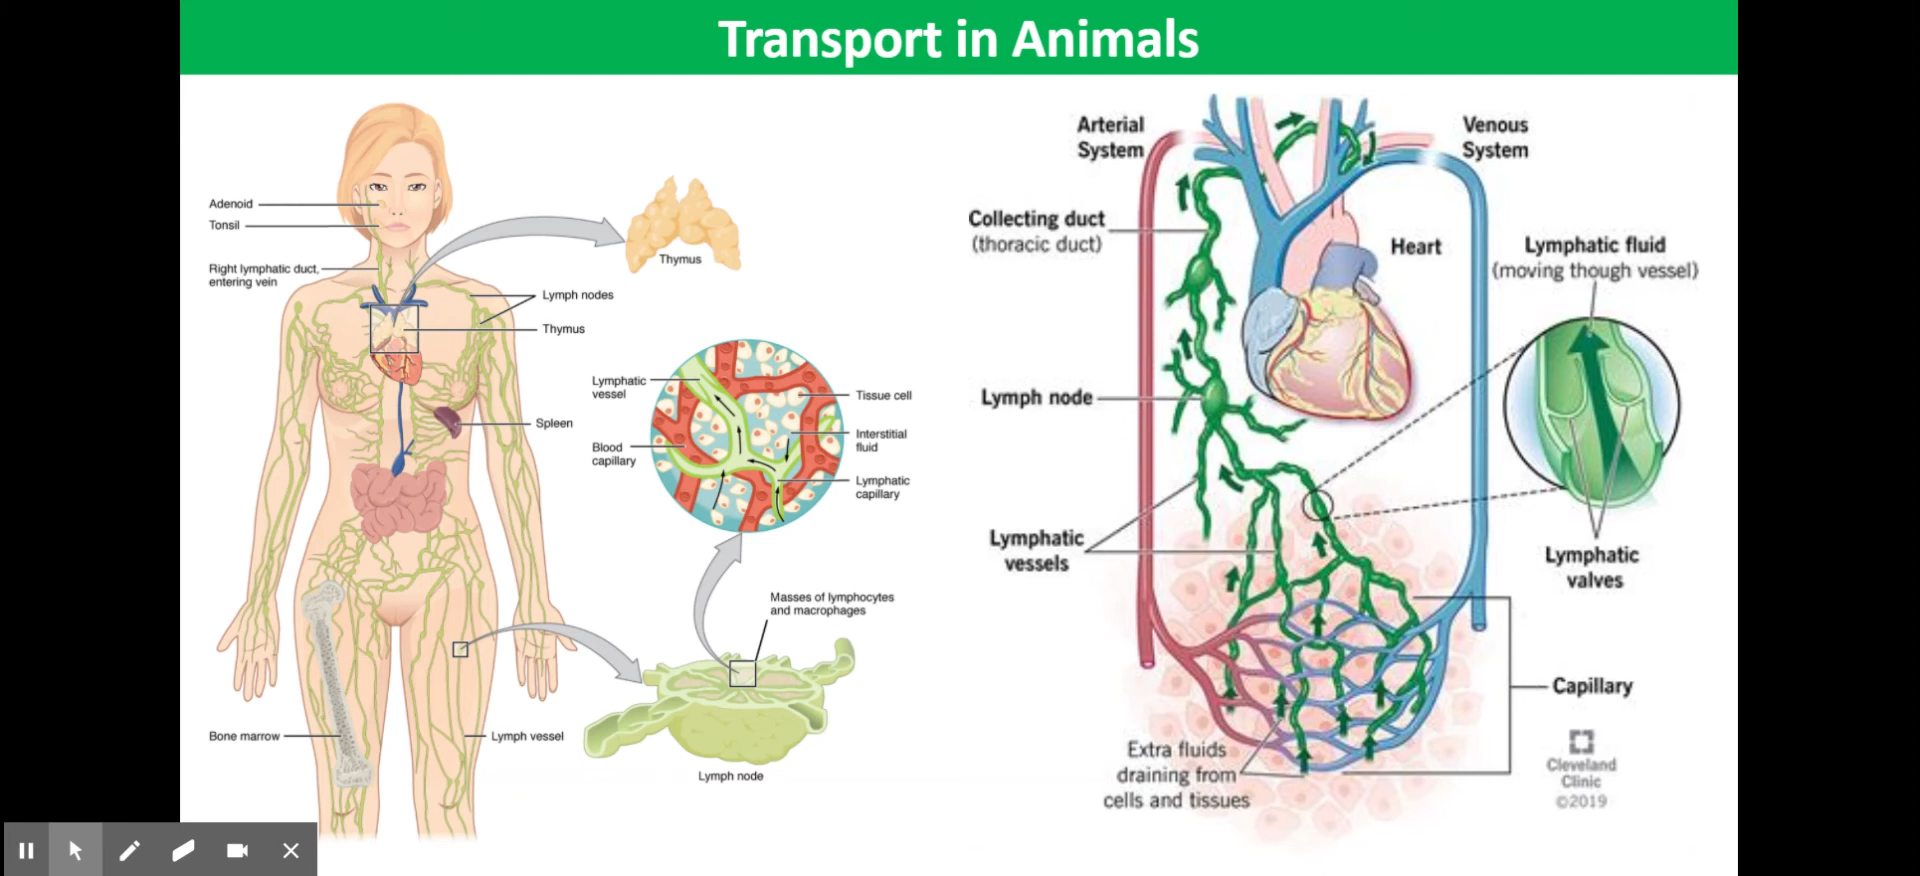 Transport in Animals
Adenoid
Tonsil
Right lymphatic duct,
entering vein
Thymus
Lymph nodes
Thymus
Spleen
Bone marrow
Lymph vessel
Lymphatic
vessel
Blood
capillary
Tissue cell
Interstitial
fluid
Lymphatic
capillary
Masses of lymphocytes
and macrophages
Lymph node
Arterial
System
Venous
System
Collecting duct
(thoracic duct)
Heart
Lymphatic fluid
(moving though vessel)
Lymph node
Lymphatic
vessels
Lymphatic
valves
Capillary
Extra fluids
draining from
cells and tissues
Cleveland
Clinic
©2019